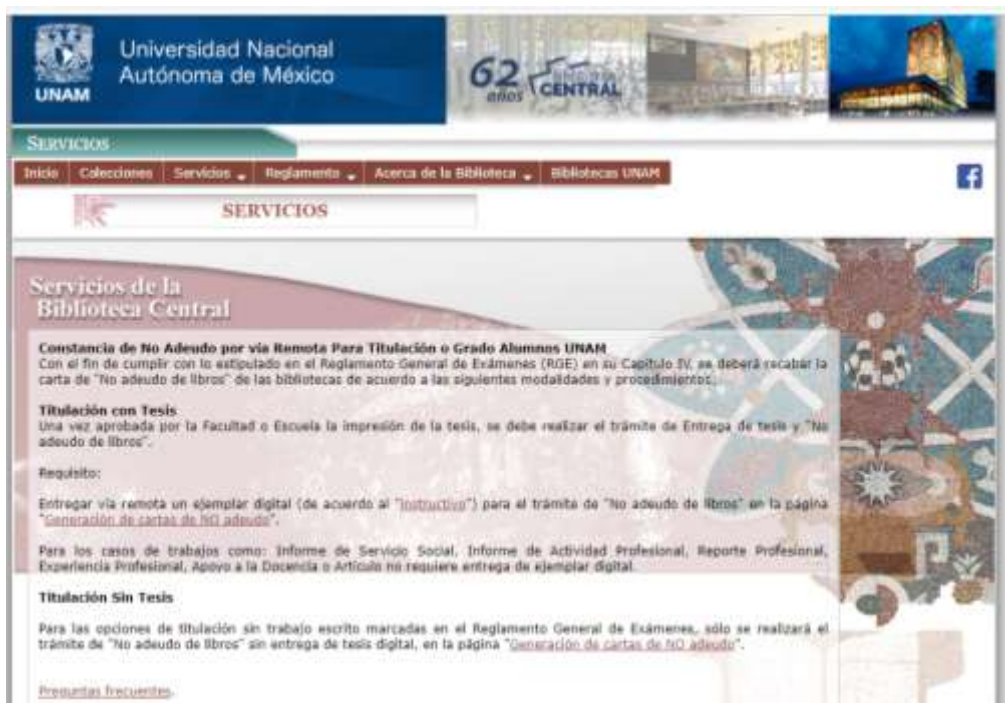 Universidad Nacional
Autónoma de México
UNAM
62
años
CENTRAL
SERVICIOS
Inicio Colecciones Servicios Reglamento Acerca de la Biblioteca Bibliotecas UNAM
f
SERVICIOS
Servicios de la
Biblioteca Central
Constancia de No Adeudo por vía Remota Para Titulación o Grado Alumnos UNAM
Con el fin de cumplir con lo estipulado en el Reglamento General de Exámenes (RGE) en su Capítulo IV, se deberá recabar la
carta de "No adeudo de libros" de las bibliotecas de acuerdo a las siguientes modalidades y procedimientos.
Titulación con Tesis
Una vez aprobada por la Facultad o Escuela la impresión de la tesis, se debe realizar el trámite de Entrega de tesis y "No
adeudo de libros".
Requisito:
Entregar vía remota un ejemplar digital (de acuerdo al "instructivo") para el trámite de "No adeudo de libros" en la página
"Generación de cartas de NO adeudo".
Para los casos de trabajos como: Informe de Servicio Social, Informe de Actividad Profesional, Reporte Profesional,
Experiencia Profesional, Apoyo a la Docencia o Artículo no requiere entrega de ejemplar digital.
Titulación Sin Tesis
Para las opciones de titulación sin trabajo escrito marcadas en el Reglamento General de Exámenes, sólo se realizará el
trámite de "No adeudo de libros" sin entrega de tesis digital, en la página "Generación de cartas de NO adeudo".
Preguntas frecuentes.